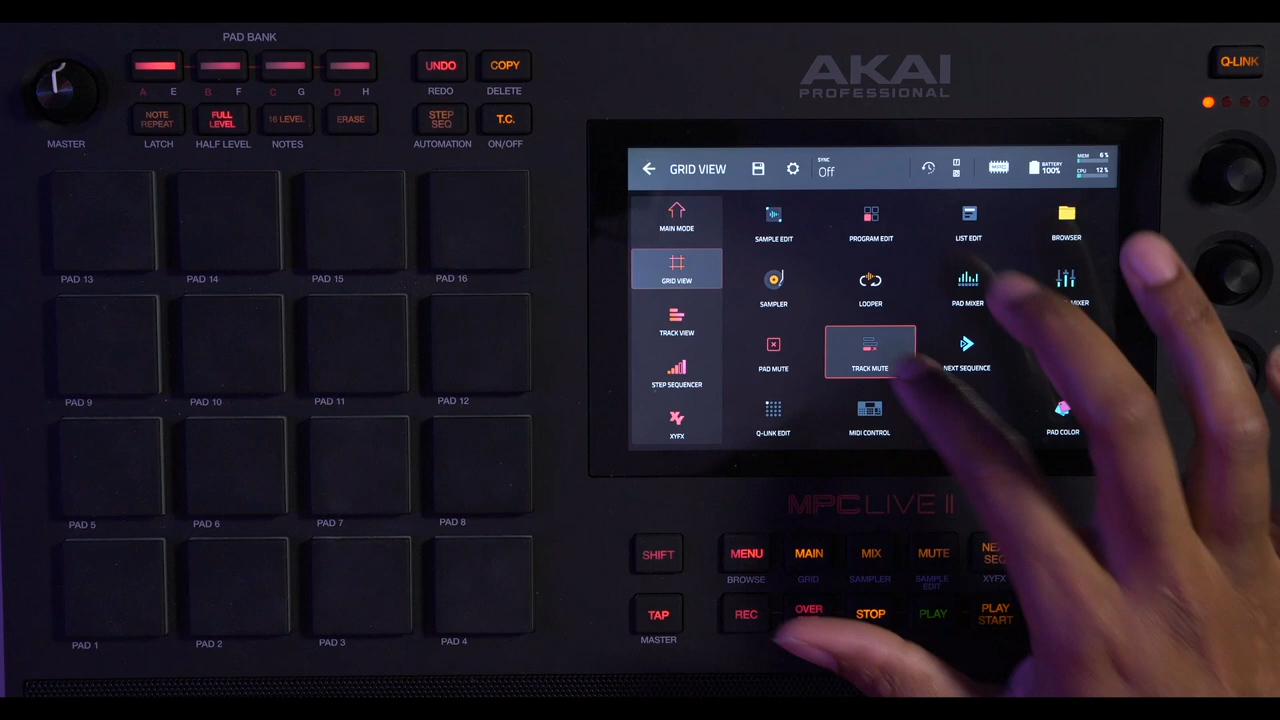 PAD BANK
A E B F C G D H
UNDO COPY
REDO DELETE
NOTE REPEAT
FULL LEVEL
16 LEVEL
ERASE
STEP SEQ
T.C.
MASTER
LATCH
HALF LEVEL
NOTES
AUTOMATION
ON/OFF
AKAI
PROFESSIONAL
Q-LINK
GRID VIEW
SYNC
Off
BATTERY
100%
MEM 6 %
CPU 12 %
MAIN MODE
GRID VIEW
TRACK VIEW
STEP SEQUENCER
XYFX
SAMPLE EDIT
PROGRAM EDIT
LIST EDIT
BROWSER
SAMPLER
LOOPER
PAD MIXER
MIXER
PAD MUTE
TRACK MUTE
NEXT SEQUENCE
Q-LINK EDIT
MIDI CONTROL
PAD COLOR
PAD 13
PAD 14
PAD 15
PAD 16
PAD 9
PAD 10
PAD 11
PAD 12
PAD 5
PAD 6
PAD 7
PAD 8
PAD 1
PAD 2
PAD 3
PAD 4
MPC LIVE II
SHIFT
MENU
MAIN
MIX
MUTE
BROWSE
GRID
SAMPLER
SAMPLE EDIT
XYFX
TAP
REC
OVER
STOP
PLAY
PLAY START
MASTER